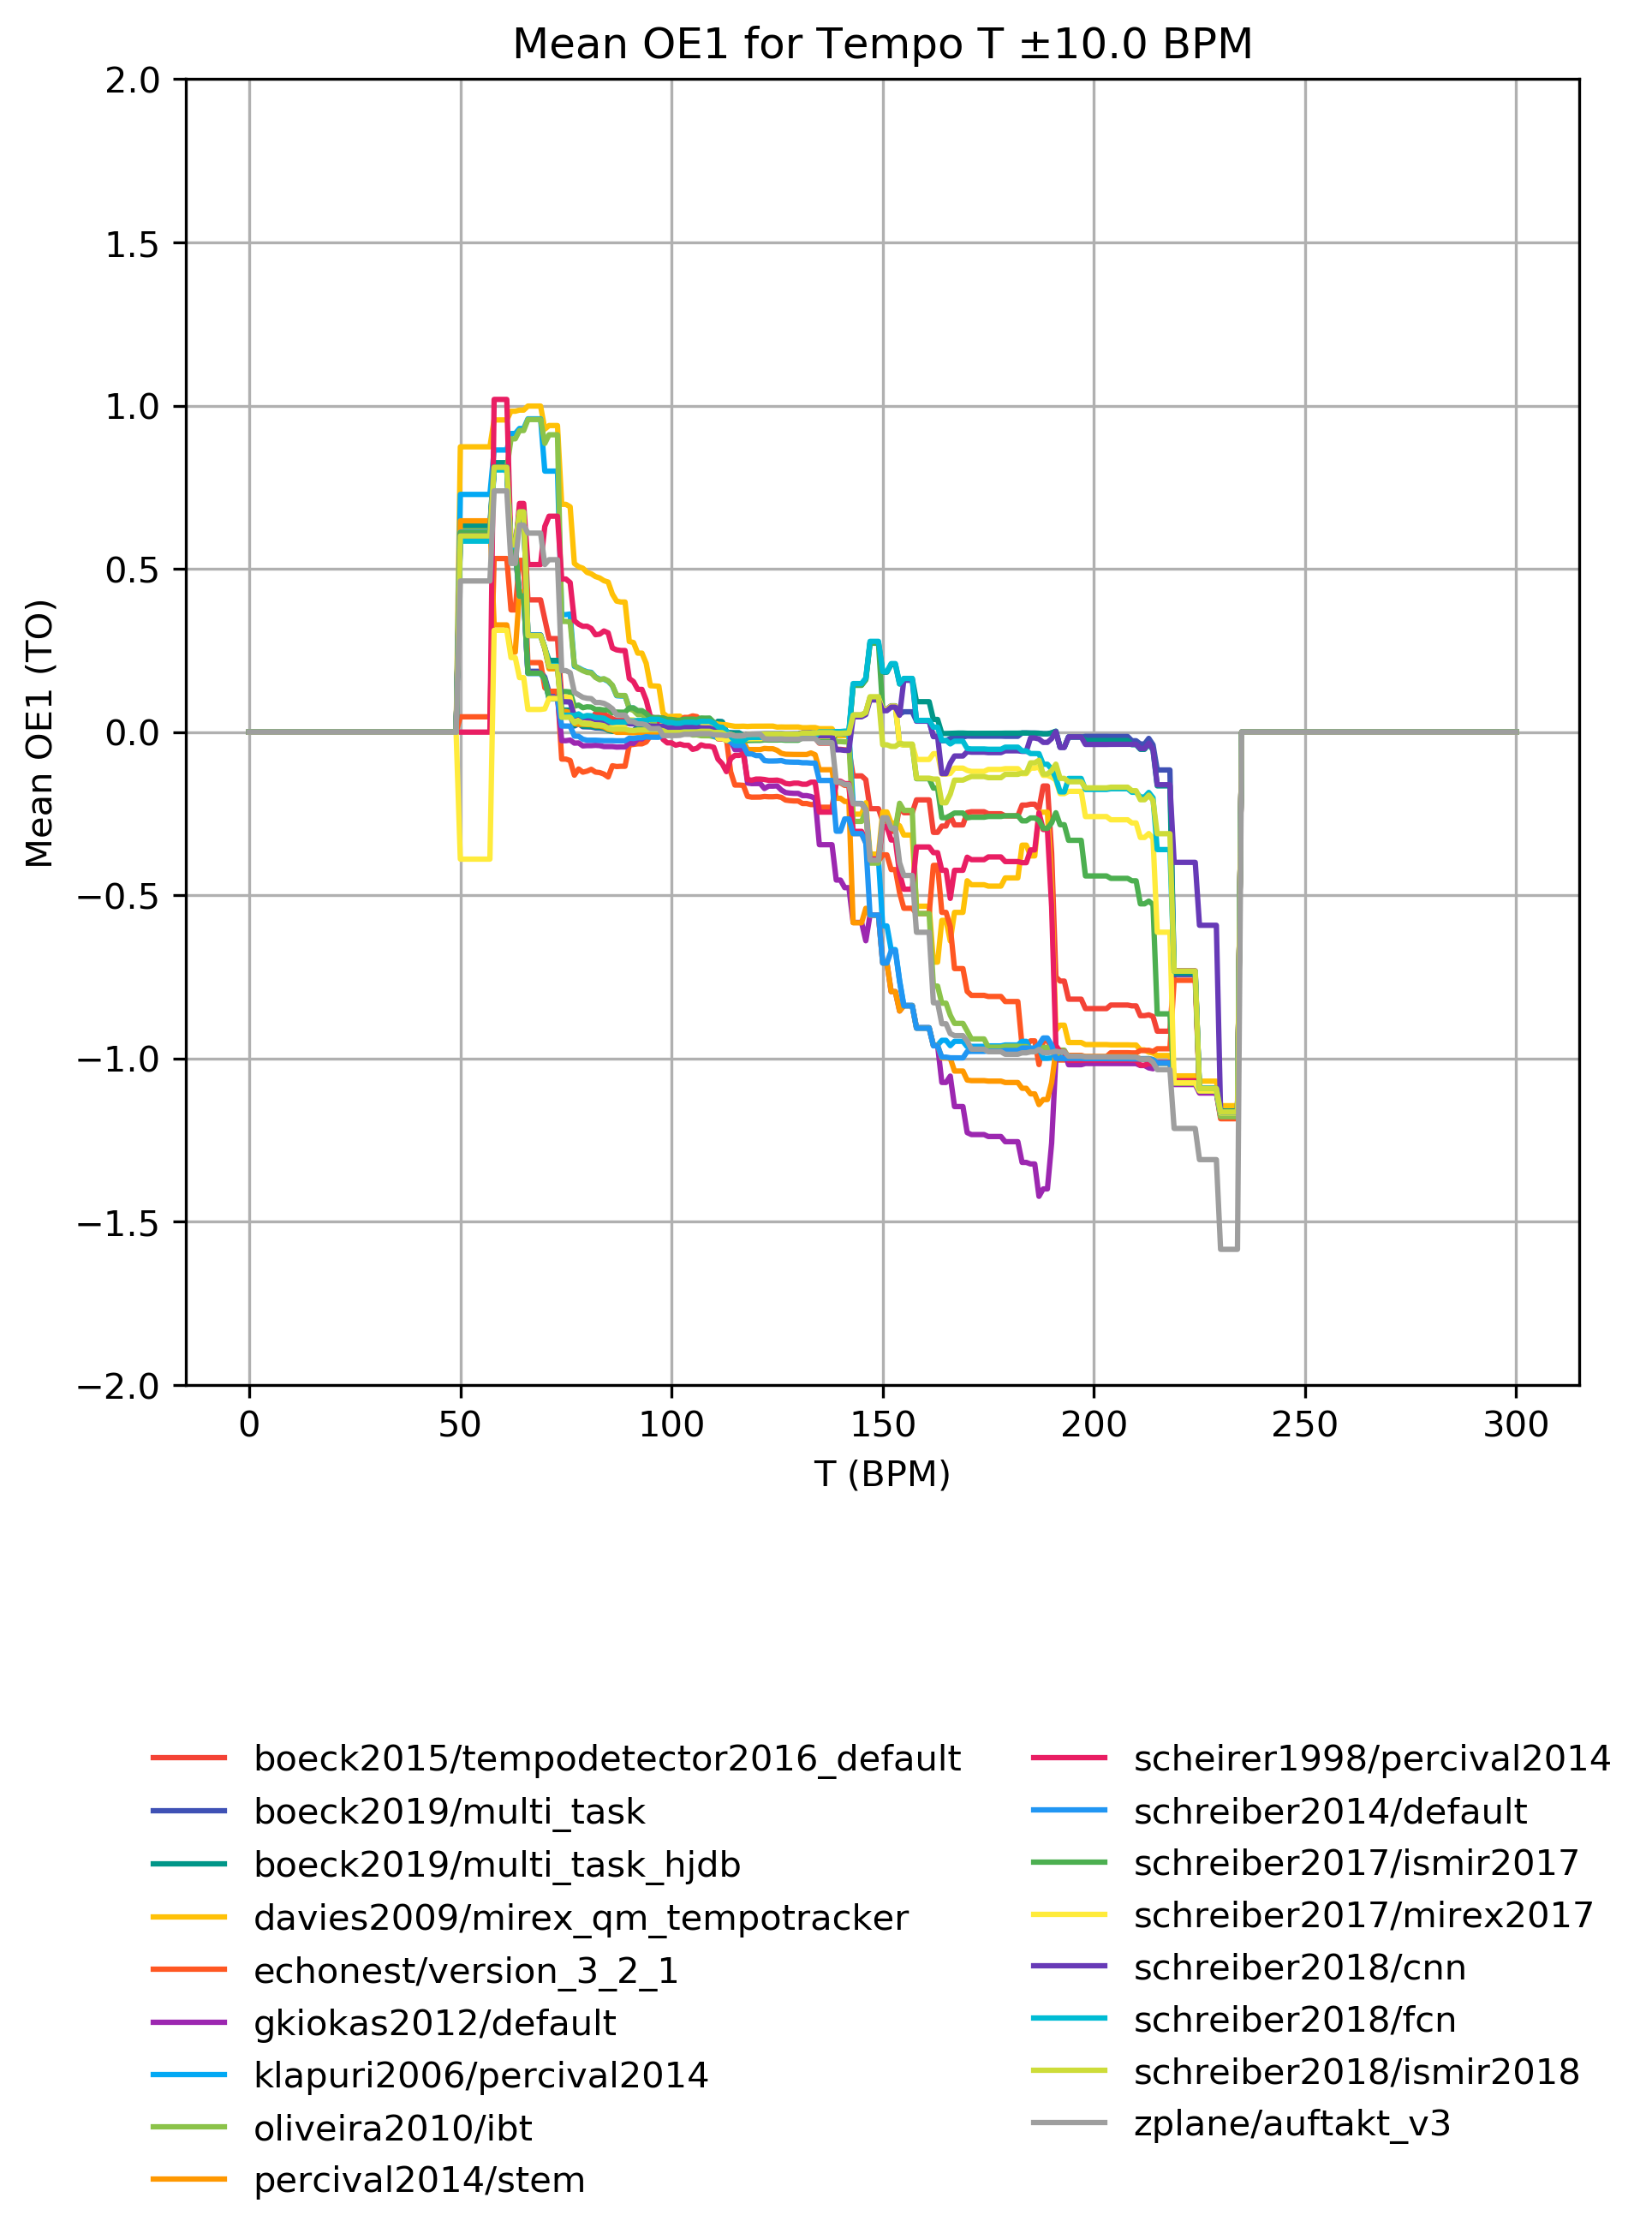 Mean OE1 for Tempo T ±10.0 BPM
2.0
1.5
1.0
0.5
0.0
−0.5
−1.0
−1.5
−2.0
Mean OE1 (TO)
0 50 100 150 200 250 300
T (BPM)
boeck2015/tempodetector2016_default
boeck2019/multi_task
boeck2019/multi_task_hjdb
davies2009/mirex_qm_tempotracker
echonest/version_3_2_1
gkiokas2012/default
klapuri2006/percival2014
oliveira2010/ibt
percival2014/stem
scheirer1998/percival2014
schreiber2014/default
schreiber2017/ismir2017
schreiber2017/mirex2017
schreiber2018/cnn
schreiber2018/fcn
schreiber2018/ismir2018
zplane/auftakt_v3